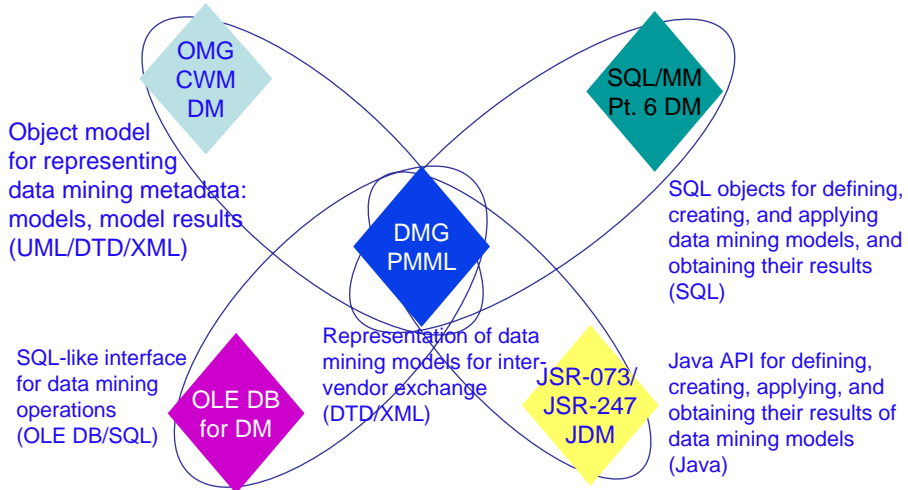 OMG
CWM
DM
SQL/MM
Pt. 6 DM
Object model
for representing
data mining metadata:
models, model results
(UML/DTD/XML)
SQL objects for defining,
creating, and applying
data mining models, and
obtaining their results
(SQL)
DMG
PMML
SQL-like interface
for data mining
operations
(OLE DB/SQL)
OLE DB
for DM
Representation of data
mining models for inter-
vendor exchange
(DTD/XML)
JSR-073/
JSR-247
JDM
Java API for defining,
creating, applying, and
obtaining their results of
data mining models
(Java)